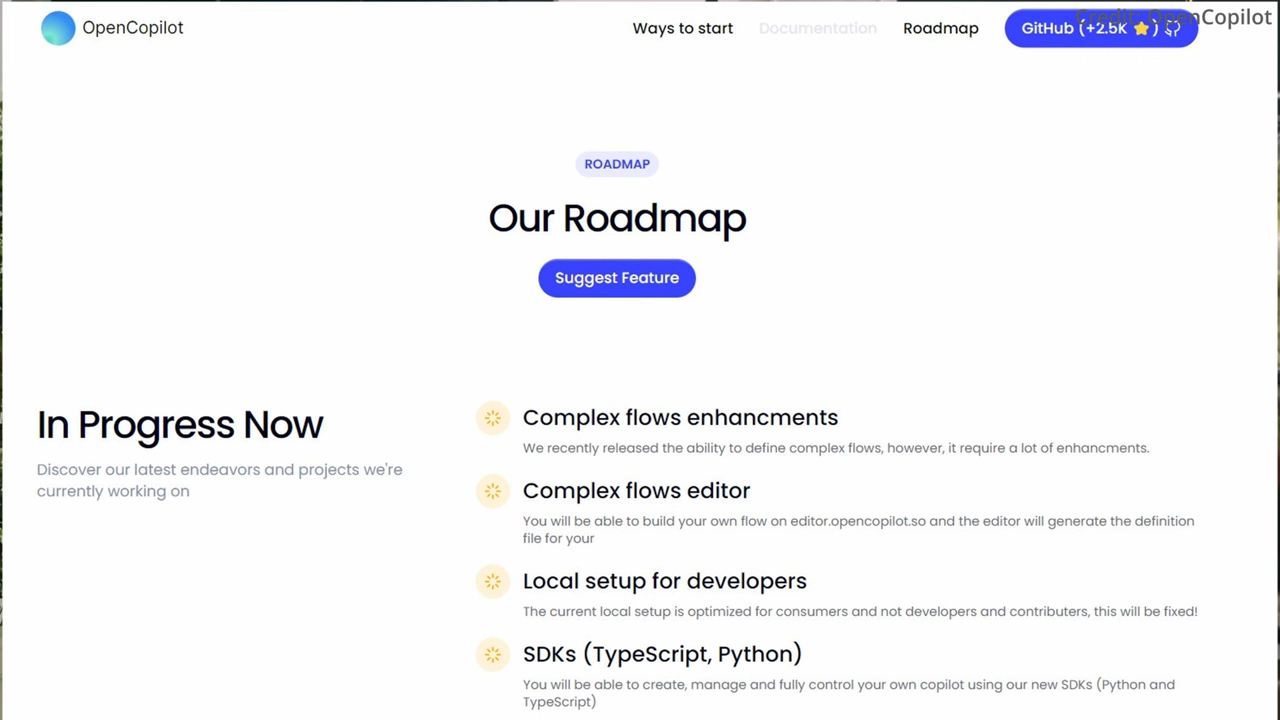 OpenCopilot
Ways to start
Documentation
Roadmap
GitHub (+2.5K ⭐)
Credit: OpenCopilot
ROADMAP
Our Roadmap
Suggest Feature
In Progress Now
Discover our latest endeavors and projects we're
currently working on
Complex flows enhancments
We recently released the ability to define complex flows, however, it require a lot of enhancments.
Complex flows editor
You will be able to build your own flow on editor.opencopilot.so and the editor will generate the definition
file for your
Local setup for developers
The current local setup is optimized for consumers and not developers and contributers, this will be fixed!
SDKs (TypeScript, Python)
You will be able to create, manage and fully control your own copilot using our new SDKs (Python and
TypeScript)